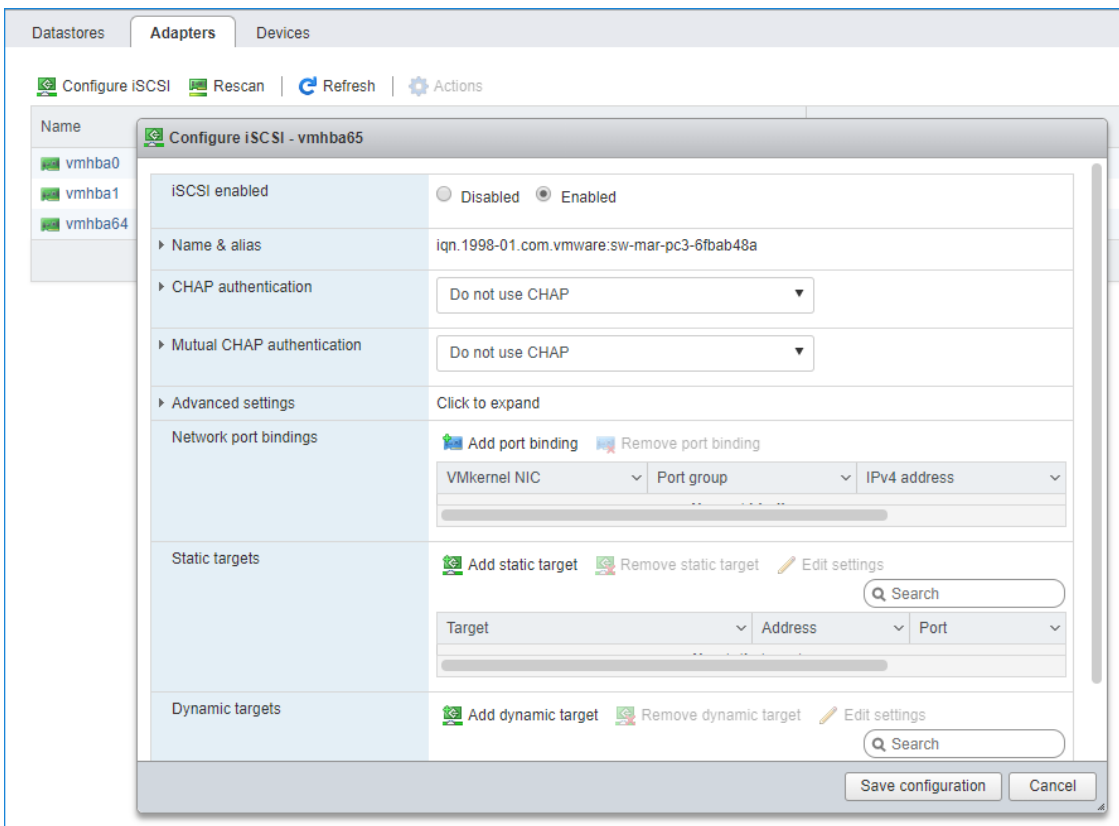 Datastores Adapters Devices
Configure iSCSI Rescan Refresh Actions
Name
Configure iSCSI - vmhba65
vmhba0
vmhba1
vmhba64
iSCSI enabled Disabled Enabled
Name & alias iqn.1998-01.com.vmware:sw-mar-pc3-6fbab48a
CHAP authentication Do not use CHAP
Mutual CHAP authentication Do not use CHAP
Advanced settings Click to expand
Network port bindings Add port binding Remove port binding
VMkernel NIC Port group IPv4 address
Static targets Add static target Remove static target Edit settings
Search
Target Address Port
Dynamic targets Add dynamic target Remove dynamic target Edit settings
Search
Save configuration Cancel